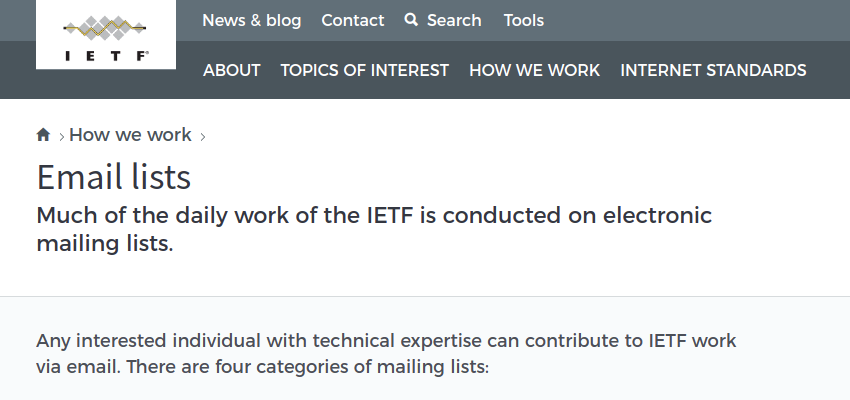 News & blog Contact Search Tools
IETF®
ABOUT TOPICS OF INTEREST HOW WE WORK INTERNET STANDARDS
How we work
Email lists
Much of the daily work of the IETF is conducted on electronic
mailing lists.
Any interested individual with technical expertise can contribute to IETF work
via email. There are four categories of mailing lists: